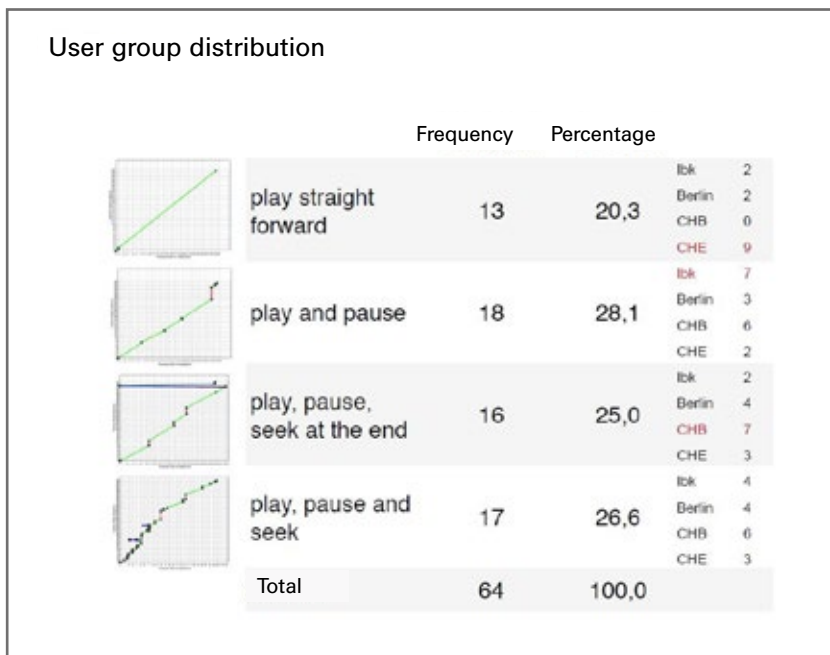 User group distribution
Frequency Percentage
play straight
forward
13 20,3
Ibk 2
Berlin 2
CHB 0
CHE 9
play and pause 18 28,1
Ibk 7
Berlin 3
CHB 6
CHE 2
play, pause,
seek at the end
16 25,0
Ibk 2
Berlin 4
CHB 7
CHE 3
play, pause and
seek
17 26,6
Ibk 4
Berlin 4
CHB 6
CHE 3
Total 64 100,0